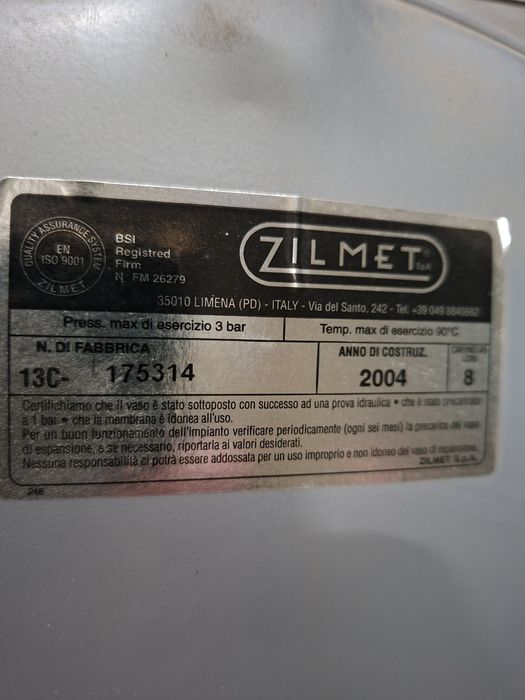 QUALITY ASSURANCE SYSTEM
EN
ISO 9001
ZILMET
BSI
Registred
Firm
N. FM 26279
ZILMET
SpA
35010 LIMENA (PD) - ITALY - Via del Santo, 242 - Tel. +39 049 8840662
Press. max di esercizio 3 bar
Temp. max di esercizio 90°C
N. DI FABBRICA
13C- 175314
ANNO DI COSTRUZ.
2004
8
Certifichiamo che il vaso è stato sottoposto con successo ad una prova idraulica • che è stato precaricato
a 1 bar • che la membrana è idonea all'uso.
Per un buon funzionamento dell'impianto verificare periodicamente (ogni sei mesi) la precarica del vaso
di espansione, e se necessario, riportarla ai valori desiderati.
Nessuna responsabilità ci potrà essere addossata per un uso improprio e non idoneo del vaso di espansione.
ZILMET S.p.A.
246